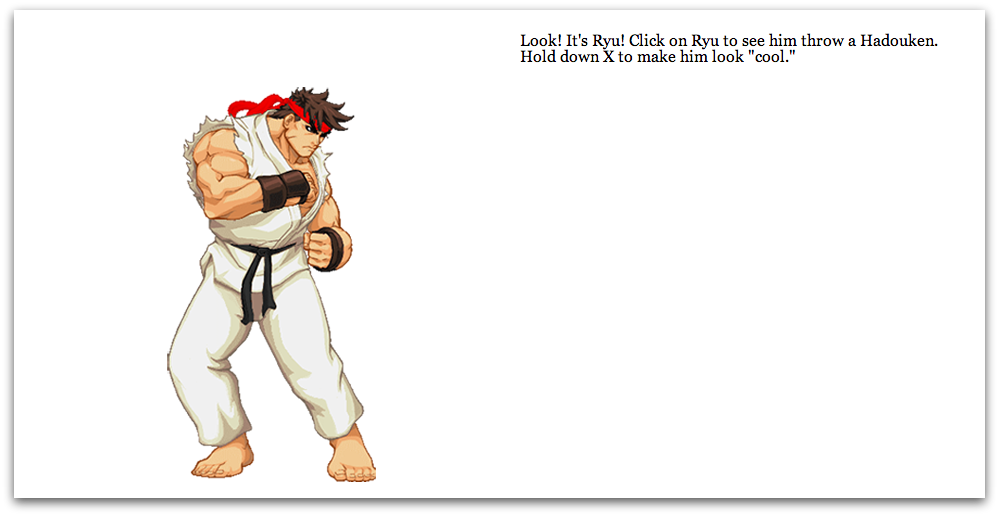 Look! It's Ryu! Click on Ryu to see him throw a Hadouken.
Hold down X to make him look "cool."